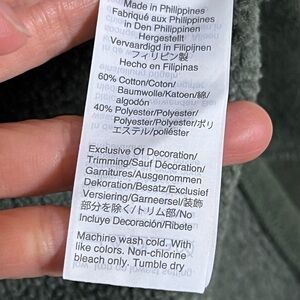 Made in Philippines
Fabriqué aux Philippines
in Den Philippinen
Hergestellt
Vervaardigd in Filipijnen
フィリピン製
Hecho en Filipinas
60% Cotton/Coton/
Baumwolle/Katoen/綿/
algodón
40% Polyester/Polyester/
Polyester/Polyester/ポリ
エステル/poliéster
Exclusive Of Decoration/
Trimming/Sauf Décoration/
Garnitures/Ausgenommen
Dekoration/Besatz/Exclusief
Versiering/Garneersel/装飾
部分を除く/トリム部/No
Incluye Decoración/Ribete
Machine wash cold. With
like colors. Non-chlorine
bleach only. Tumble dry